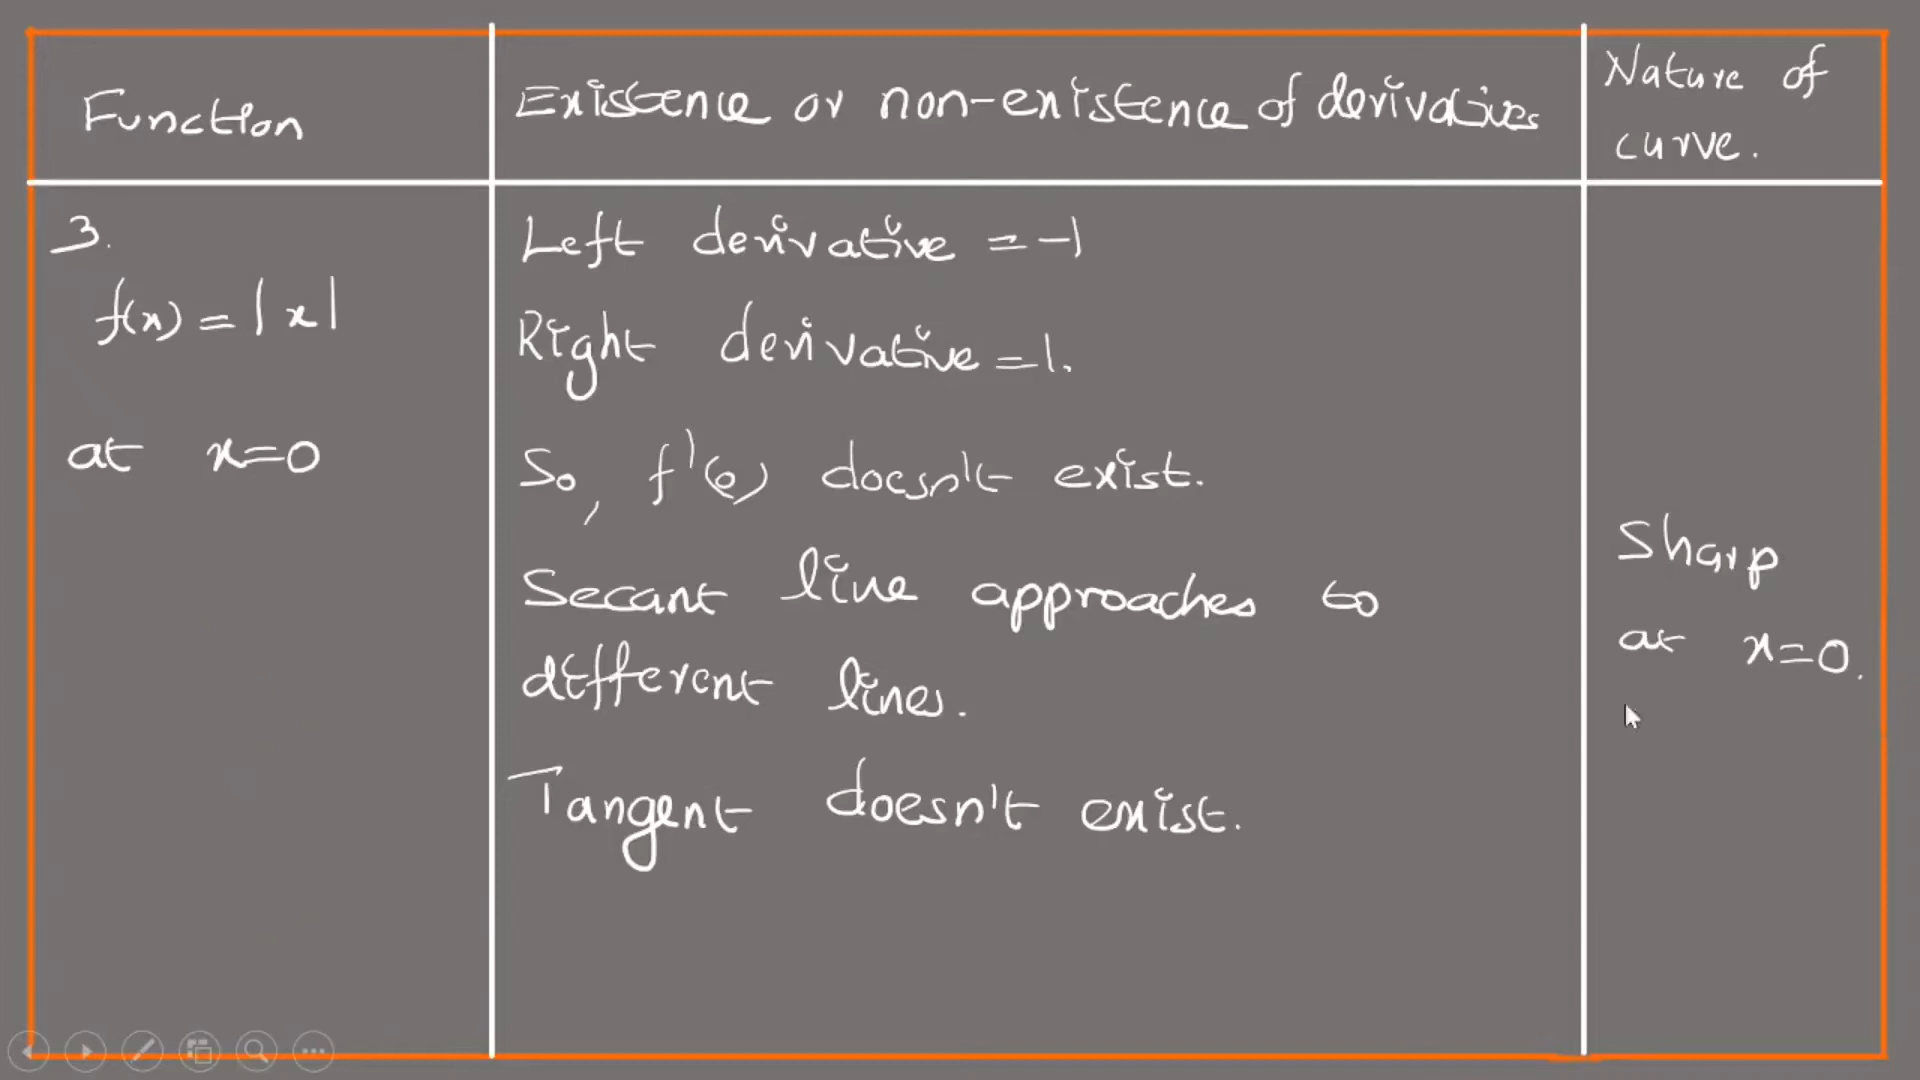 Function
Existence or non-existence of derivatives
Nature of
curve.
3.
f(x) = |x|
at x=0
Left derivative = -1
Right derivative = 1.
So, f'(0) doesn't exist.
Secant line approaches to
different lines.
Tangent doesn't exist.
Sharp
at x=0.